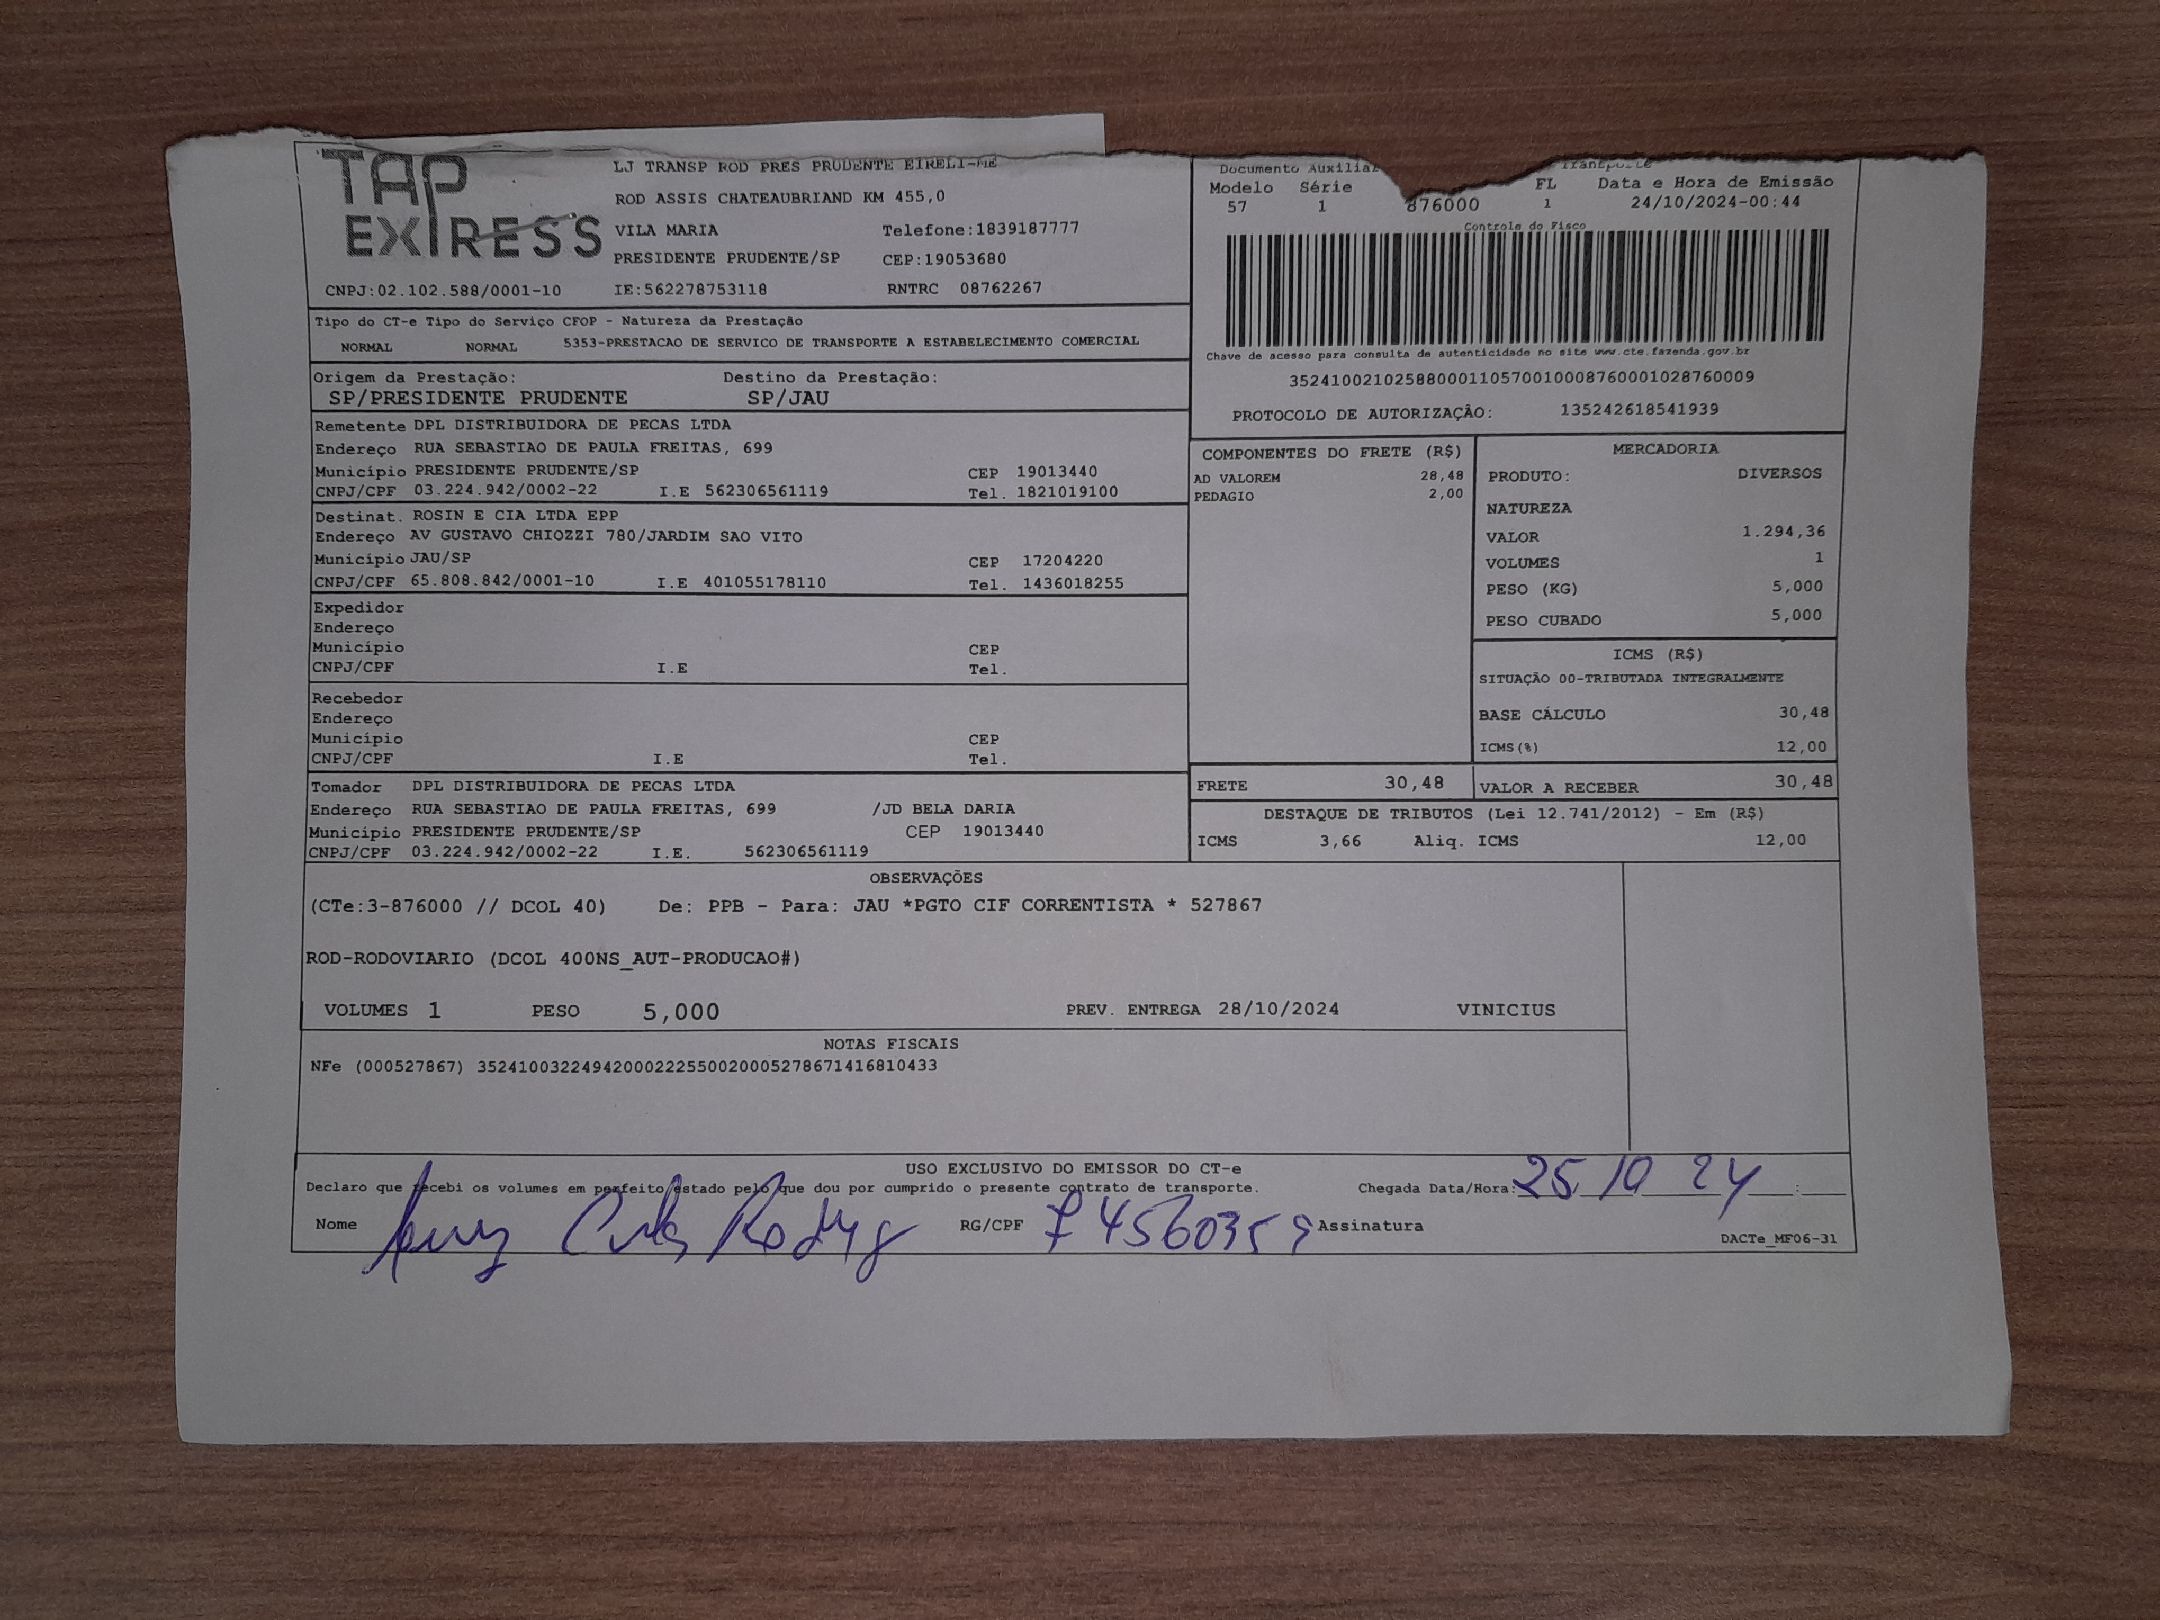 TAP
EXPRESS
LJ TRANSP ROD PRES PRUDENTE EIRELI-ME
ROD ASSIS CHATEAUBRIAND KM 455,0
VILA MARIA Telefone:1839187777
PRESIDENTE PRUDENTE/SP CEP:19053680
CNPJ:02.102.588/0001-10 IE:562278753118 RNTRC 08762267
Documento Auxiliar Transporte
Modelo Série FL Data e Hora de Emissão
57 1 876000 1 24/10/2024-00:44
Controle do Fisco
Chave de acesso para consulta de autenticidade no site www.cte.fazenda.gov.br
35241002102588000110570010008760001028760009
PROTOCOLO DE AUTORIZAÇÃO: 135242618541939
Tipo do CT-e Tipo do Serviço CFOP - Natureza da Prestação
NORMAL NORMAL 5353-PRESTACAO DE SERVICO DE TRANSPORTE A ESTABELECIMENTO COMERCIAL
Origem da Prestação: Destino da Prestação:
SP/PRESIDENTE PRUDENTE SP/JAU
Remetente DPL DISTRIBUIDORA DE PECAS LTDA
Endereço RUA SEBASTIAO DE PAULA FREITAS, 699
Município PRESIDENTE PRUDENTE/SP CEP 19013440
CNPJ/CPF 03.224.942/0002-22 I.E 562306561119 Tel. 1821019100
Destinat. ROSIN E CIA LTDA EPP
Endereço AV GUSTAVO CHIOZZI 780/JARDIM SAO VITO
Município JAU/SP CEP 17204220
CNPJ/CPF 65.808.842/0001-10 I.E 401055178110 Tel. 1436018255
Expedidor
Endereço
Município CEP
CNPJ/CPF I.E Tel.
Recebedor
Endereço
Município CEP
CNPJ/CPF I.E Tel.
Tomador DPL DISTRIBUIDORA DE PECAS LTDA
Endereço RUA SEBASTIAO DE PAULA FREITAS, 699 /JD BELA DARIA
Municipio PRESIDENTE PRUDENTE/SP CEP 19013440
CNPJ/CPF 03.224.942/0002-22 I.E. 562306561119
COMPONENTES DO FRETE (R$)
AD VALOREM 28,48
PEDAGIO 2,00
MERCADORIA
PRODUTO: DIVERSOS
NATUREZA
VALOR 1.294,36
VOLUMES 1
PESO (KG) 5,000
PESO CUBADO 5,000
ICMS (R$)
SITUAÇÃO 00-TRIBUTADA INTEGRALMENTE
BASE CÁLCULO 30,48
ICMS(%) 12,00
FRETE 30,48 VALOR A RECEBER 30,48
DESTAQUE DE TRIBUTOS (Lei 12.741/2012) - Em (R$)
ICMS 3,66 Aliq. ICMS 12,00
OBSERVAÇÕES
(CTe:3-876000 // DCOL 40) De: PPB - Para: JAU *PGTO CIF CORRENTISTA * 527867
ROD-RODOVIARIO (DCOL 400NS_AUT-PRODUCAO#)
VOLUMES 1 PESO 5,000 PREV. ENTREGA 28/10/2024 VINICIUS
NOTAS FISCAIS
NFe (000527867) 35241003224942000222550020005278671416810433
USO EXCLUSIVO DO EMISSOR DO CT-e
Declaro que recebi os volumes em perfeito estado pelo que dou por cumprido o presente contrato de transporte. Chegada Data/Hora: 25 10 24 :
Nome RG/CPF 74560359 Assinatura
DACTe_MF06-31